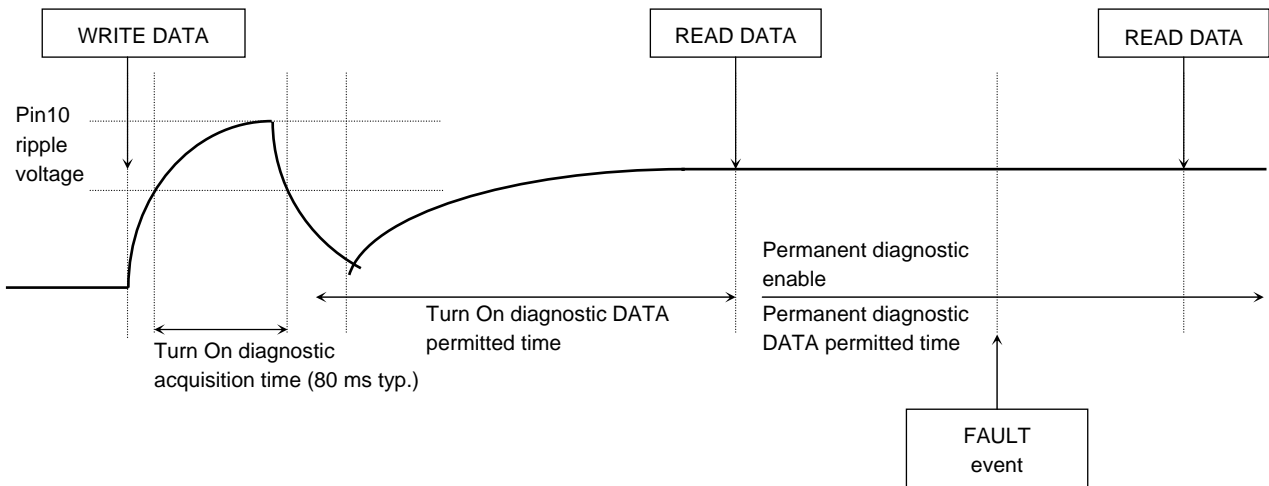 WRITE DATA
READ DATA
READ DATA
Pin10
ripple
voltage
Permanent diagnostic
enable
Turn On diagnostic DATA
permitted time
Permanent diagnostic
DATA permitted time
Turn On diagnostic
acquisition time (80 ms typ.)
FAULT
event